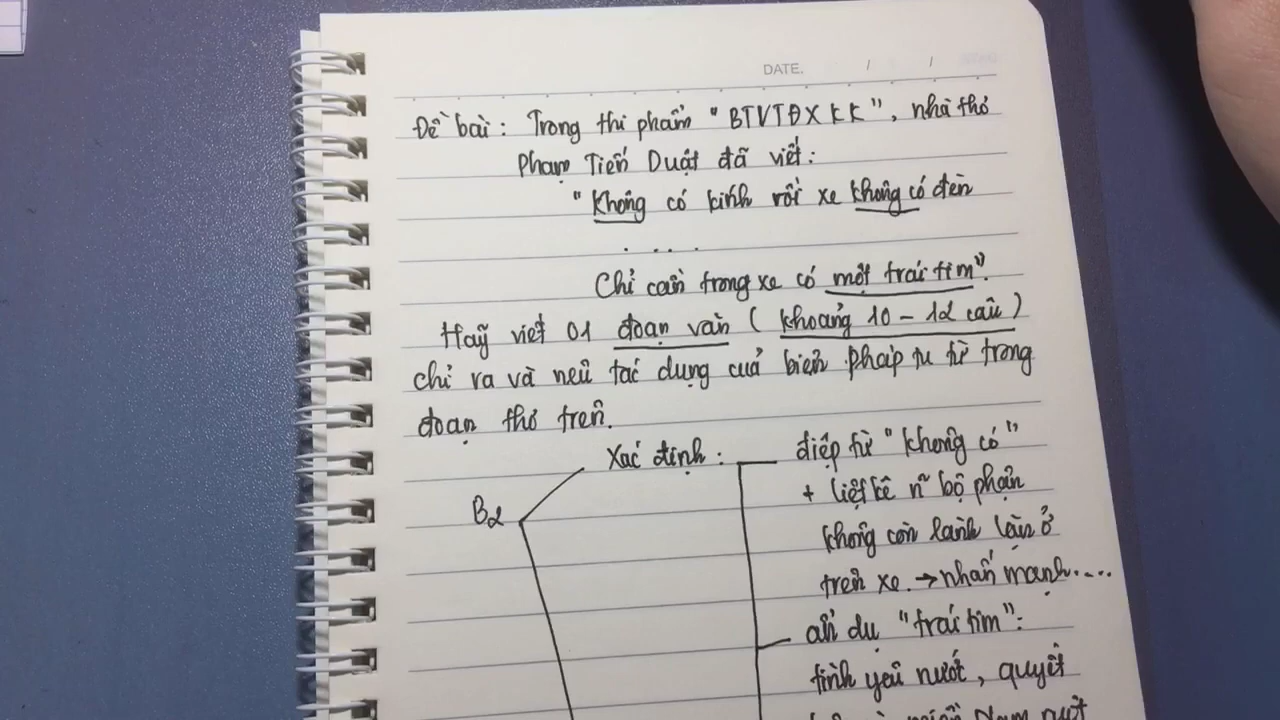 DATE. / /
Đề bài : Trong thi phẩm "BTVTĐXKK", nhà thơ
Phạm Tiến Duật đã viết :
"Không có kính rồi xe không có đèn
. . . .
Chỉ cần trong xe có một trái tim".
Hãy viết 01 đoạn văn ( khoảng 10 - 12 câu )
chỉ ra và nêu tác dụng của biện pháp tu từ trong
đoạn thơ trên.
Xác định : điệp từ "không có"
B2 + liệt kê n~ bộ phận
không còn lành lặn ở
trên xe. → nhấn mạnh....
ẩn dụ "trái tim" :
tình yêu nước, quyết
miền Nam ruột